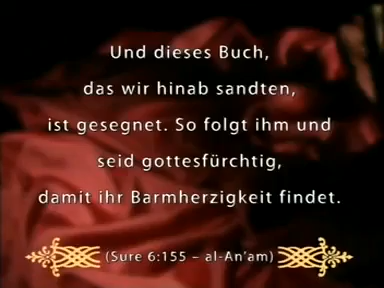 Und dieses Buch,
das wir hinab sandten,
ist gesegnet. So folgt ihm und
seid gottesfürchtig,
damit ihr Barmherzigkeit findet.
(Sure 6:155 – al-An'am)